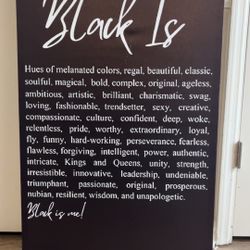 Black Is
Hues of melanated colors, regal, beautiful, classic,
soulful, magical, bold, complex, original, ageless,
ambitious, artistic, brilliant, charismatic, swag,
loving, fashionable, trendsetter, sexy, creative,
compassionate, culture, confident, deep, woke,
relentless, pride, worthy, extraordinary, loyal,
fly, funny, hard-working, perseverance, fearless,
flawless, forgiving, intelligent, power, authentic,
intricate, Kings and Queens, unity, strength,
irresistible, innovative, leadership, undeniable,
triumphant, passionate, original, prosperous,
nubian, resilient, wisdom, and unapologetic.
Black is me!